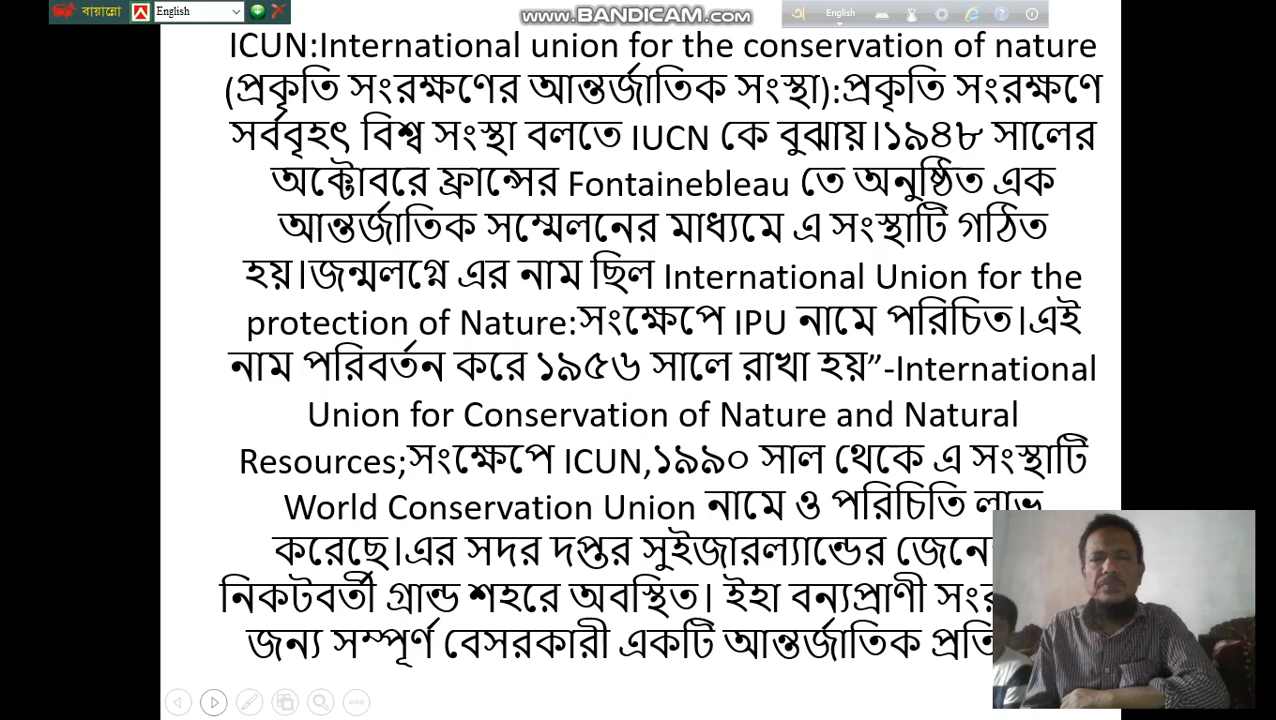 বায়ান্নো English www.BANDICAM.com English
ICUN:International union for the conservation of nature
(প্রকৃতি সংরক্ষণের আন্তর্জাতিক সংস্থা):প্রকৃতি সংরক্ষণে
সর্ববৃহৎ বিশ্ব সংস্থা বলতে IUCN কে বুঝায়।১৯৪৮ সালের
অক্টোবরে ফ্রান্সের Fontainebleau তে অনুষ্ঠিত এক
আন্তর্জাতিক সম্মেলনের মাধ্যমে এ সংস্থাটি গঠিত
হয়।জন্মলগ্নে এর নাম ছিল International Union for the
protection of Nature:সংক্ষেপে IPU নামে পরিচিত।এই
নাম পরিবর্তন করে ১৯৫৬ সালে রাখা হয়”-International
Union for Conservation of Nature and Natural
Resources;সংক্ষেপে ICUN,১৯৯০ সাল থেকে এ সংস্থাটি
World Conservation Union নামে ও পরিচিতি লাভ
করেছে।এর সদর দপ্তর সুইজারল্যান্ডের
নিকটবর্তী গ্রান্ড শহরে অবস্থিত। ইহা বন্যপ্রাণী
জন্য সম্পূর্ণ বেসরকারী একটি আন্তর্জাতিক